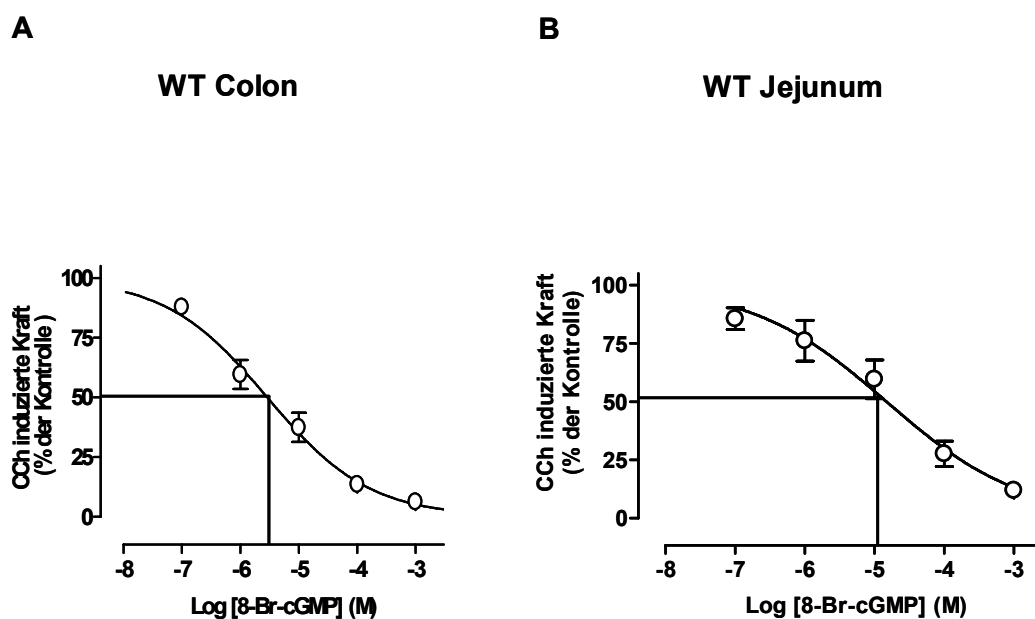 A
WT Colon
CCh induzierte Kraft
(% der Kontrolle )
100
75
50
25
0
-8 -7 -6 -5 -4 -3
Log [8-Br-cGMP] (M)
B
WT Jejunum
CCh induzierte Kraft
(% der Kontrolle)
100
75
50
25
0
-8 -7 -6 -5 -4 -3
Log [8-Br-cGMP] (M)